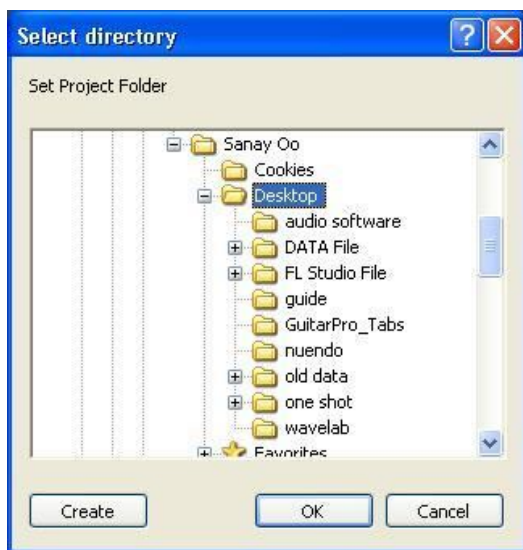 Select directory
Set Project Folder
Sanay Oo
Cookies
Desktop
audio software
DATA File
FL Studio File
guide
GuitarPro_Tabs
nuendo
old data
one shot
wavelab
Favorites
Create OK Cancel